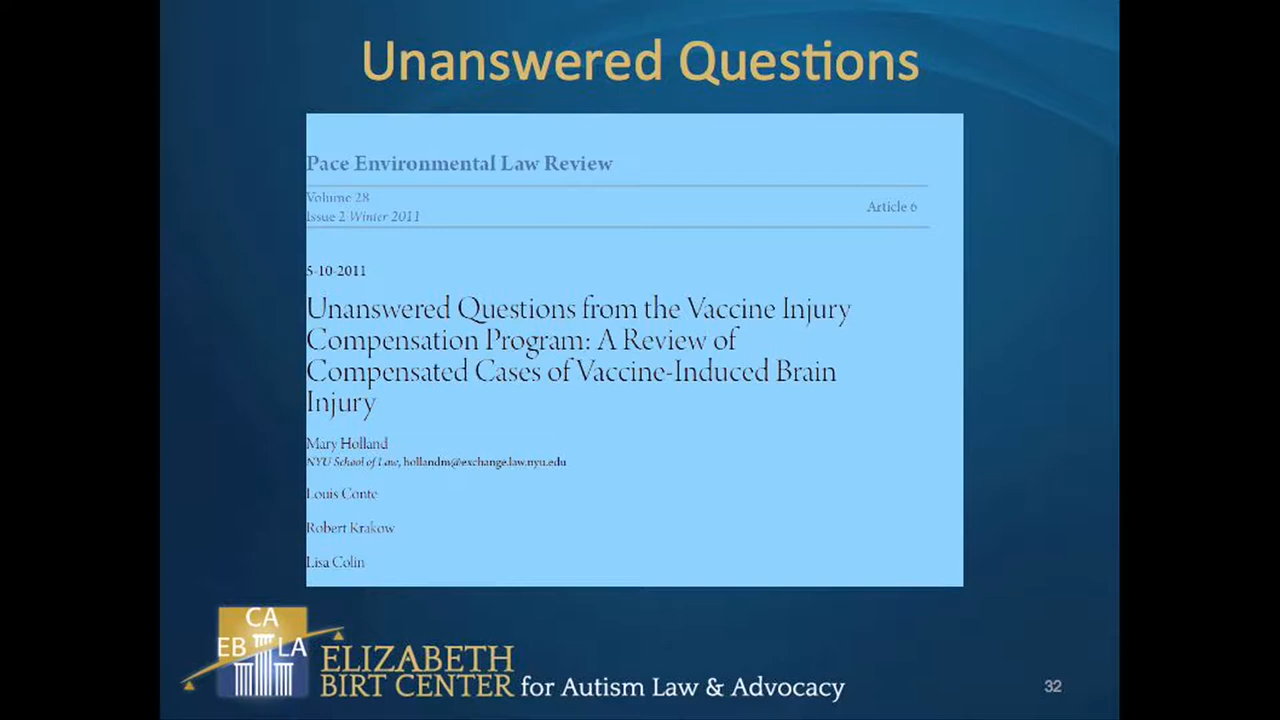 Unanswered Questions
Pace Environmental Law Review
Volume 28
Issue 2 Winter 2011
Article 6
5-10-2011
Unanswered Questions from the Vaccine Injury
Compensation Program: A Review of
Compensated Cases of Vaccine-Induced Brain
Injury
Mary Holland
NYU School of Law, hollandm@exchange.law.nyu.edu
Louis Conte
Robert Krakow
Lisa Colin
CA
EB LA
ELIZABETH
BIRT CENTER for Autism Law & Advocacy
32